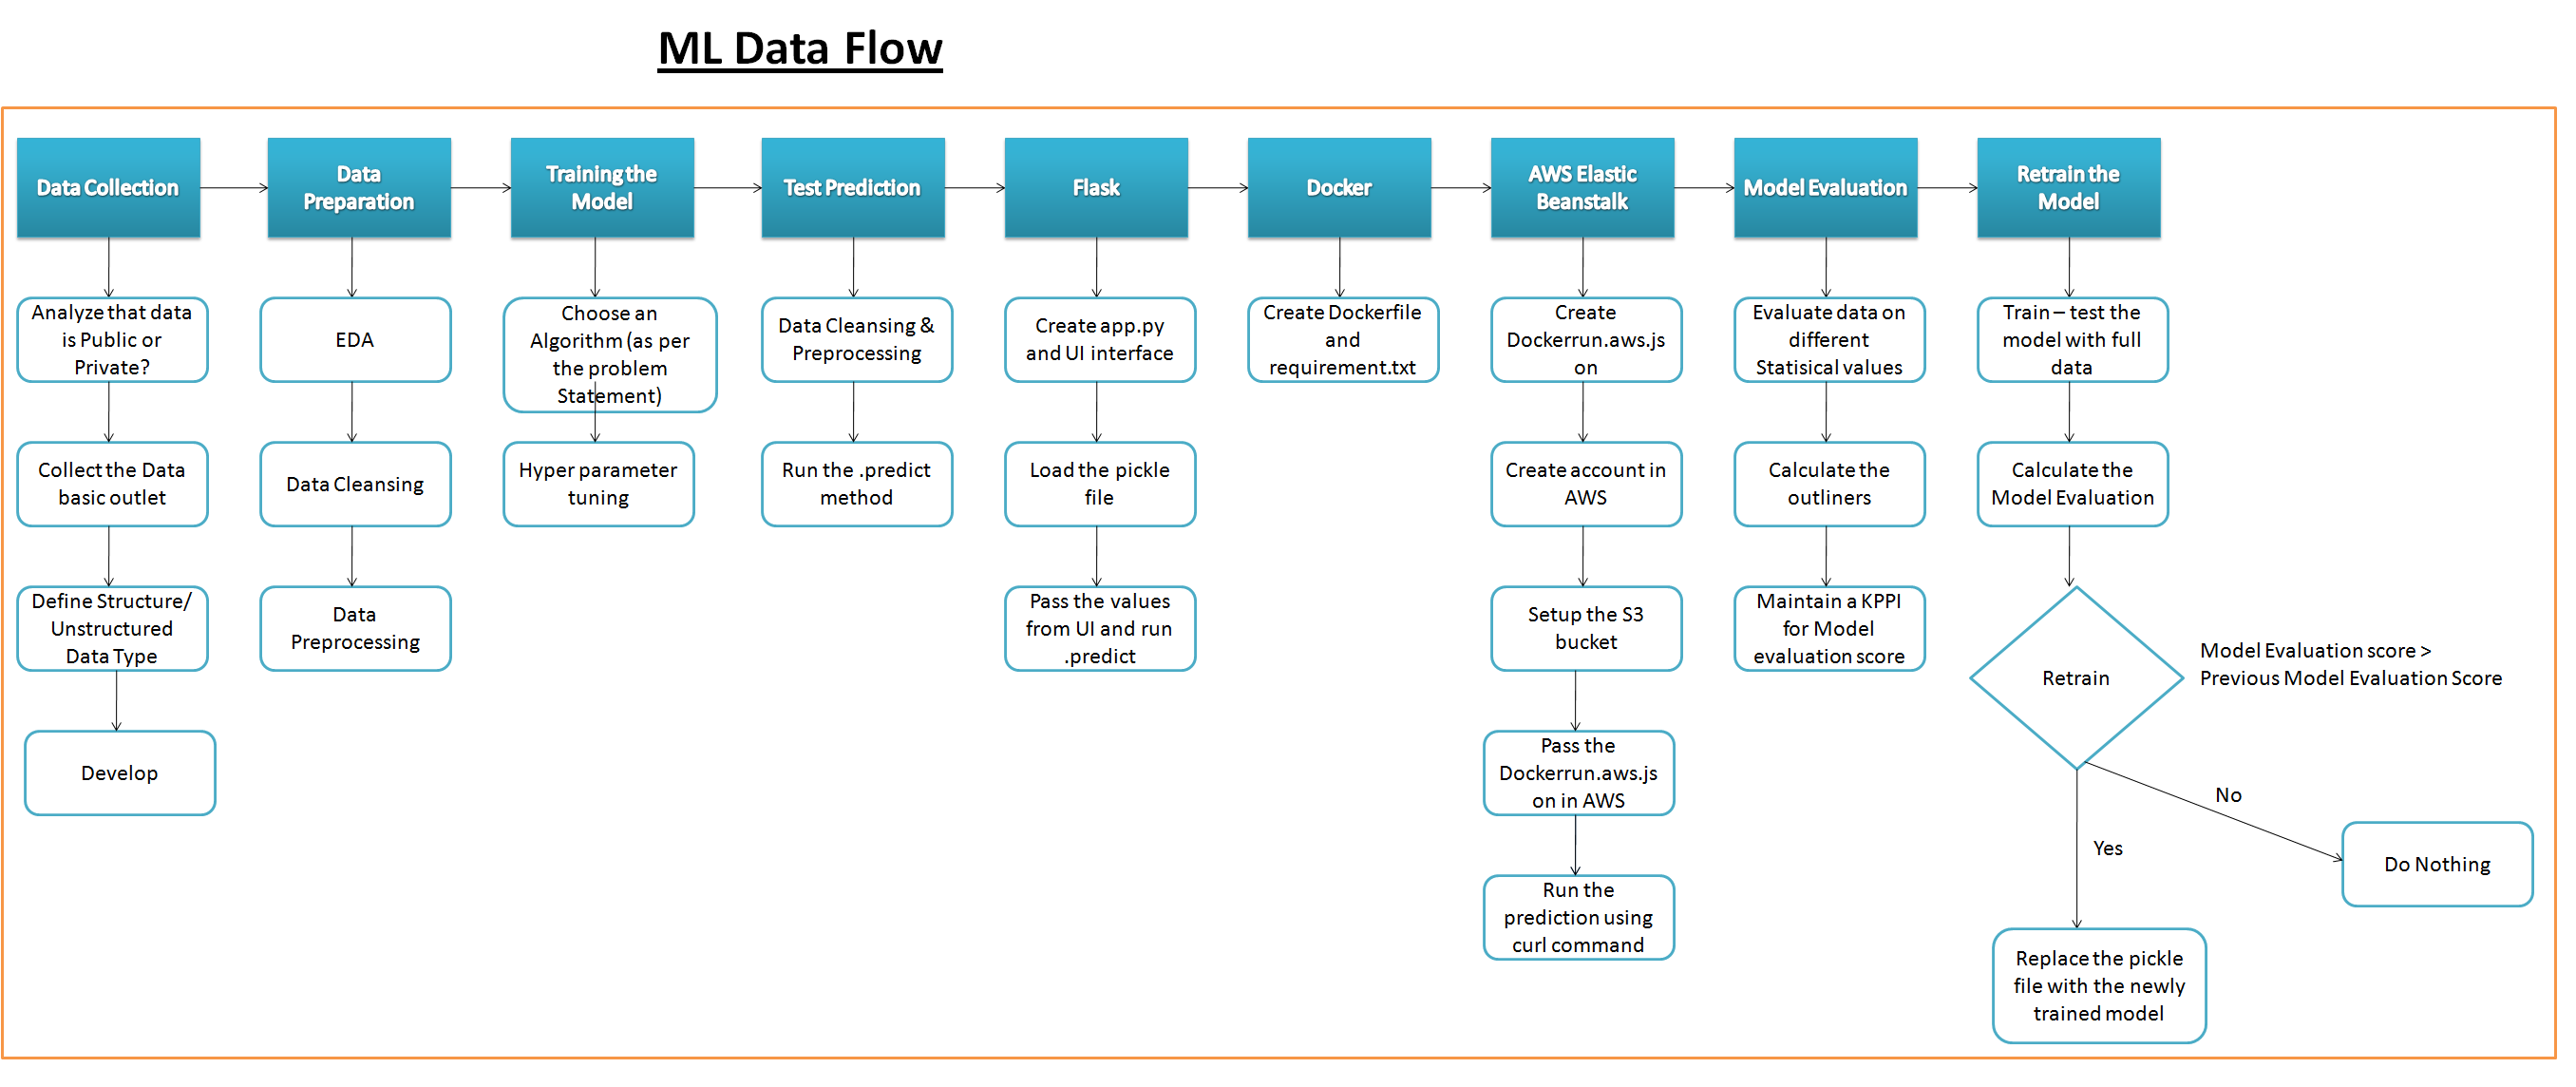 ML Data Flow
Data Collection
Data
Preparation
Training the
Model
Test Prediction
Flask
Docker
AWS Elastic
Beanstalk
Model Evaluation
Retrain the
Model
Analyze that data
is Public or
Private?
EDA
Choose an
Algorithm (as per
the problem
Statement)
Data Cleansing &
Preprocessing
Create app.py
and UI interface
Create Dockerfile
and
requirement.txt
Create
Dockerrun.aws.js
on
Evaluate data on
different
Statisical values
Train – test the
model with full
data
Collect the Data
basic outlet
Data Cleansing
Hyper parameter
tuning
Run the .predict
method
Load the pickle
file
Create account in
AWS
Calculate the
outliners
Calculate the
Model Evaluation
Define Structure/
Unstructured
Data Type
Data
Preprocessing
Pass the values
from UI and run
.predict
Setup the S3
bucket
Maintain a KPPI
for Model
evaluation score
Retrain
Model Evaluation score >
Previous Model Evaluation Score
Develop
Pass the
Dockerrun.aws.js
on in AWS
No
Yes
Do Nothing
Run the
prediction using
curl command
Replace the pickle
file with the newly
trained model